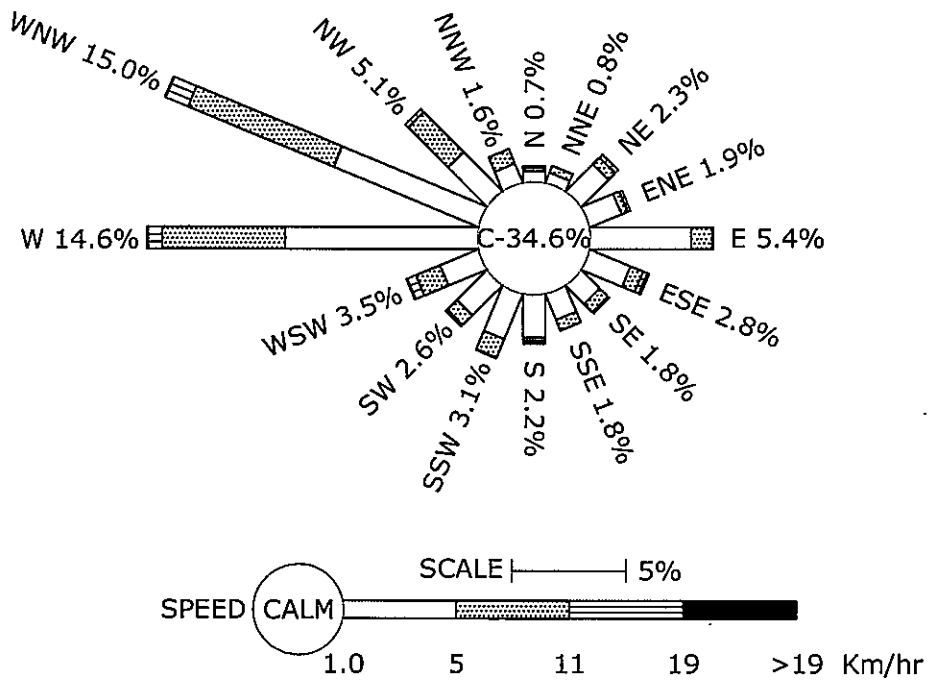 WNW 15.0%
NW 5.1%
NNW 1.6%
N 0.7%
NNE 0.8%
NE 2.3%
ENE 1.9%
W 14.6%
C-34.6%
E 5.4%
WSW 3.5%
SW 2.6%
SSW 3.1%
S 2.2%
SSE 1.8%
SE 1.8%
ESE 2.8%
SCALE 5%
SPEED CALM
1.0 5 11 19 >19 Km/hr